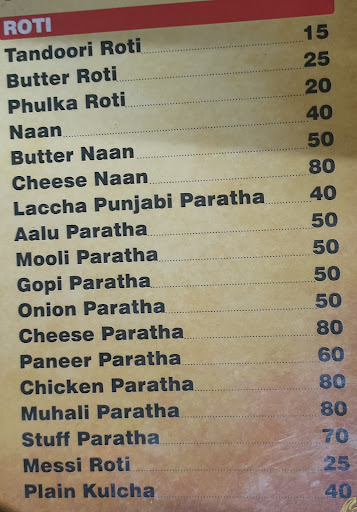 ROTI
Tandoori Roti 15
Butter Roti 25
Phulka Roti 20
Naan 40
Butter Naan 50
Cheese Naan 80
Laccha Punjabi Paratha 40
Aalu Paratha 50
Mooli Paratha 50
Gopi Paratha 50
Onion Paratha 50
Cheese Paratha 80
Paneer Paratha 60
Chicken Paratha 80
Muhali Paratha 80
Stuff Paratha 70
Messi Roti 25
Plain Kulcha 40